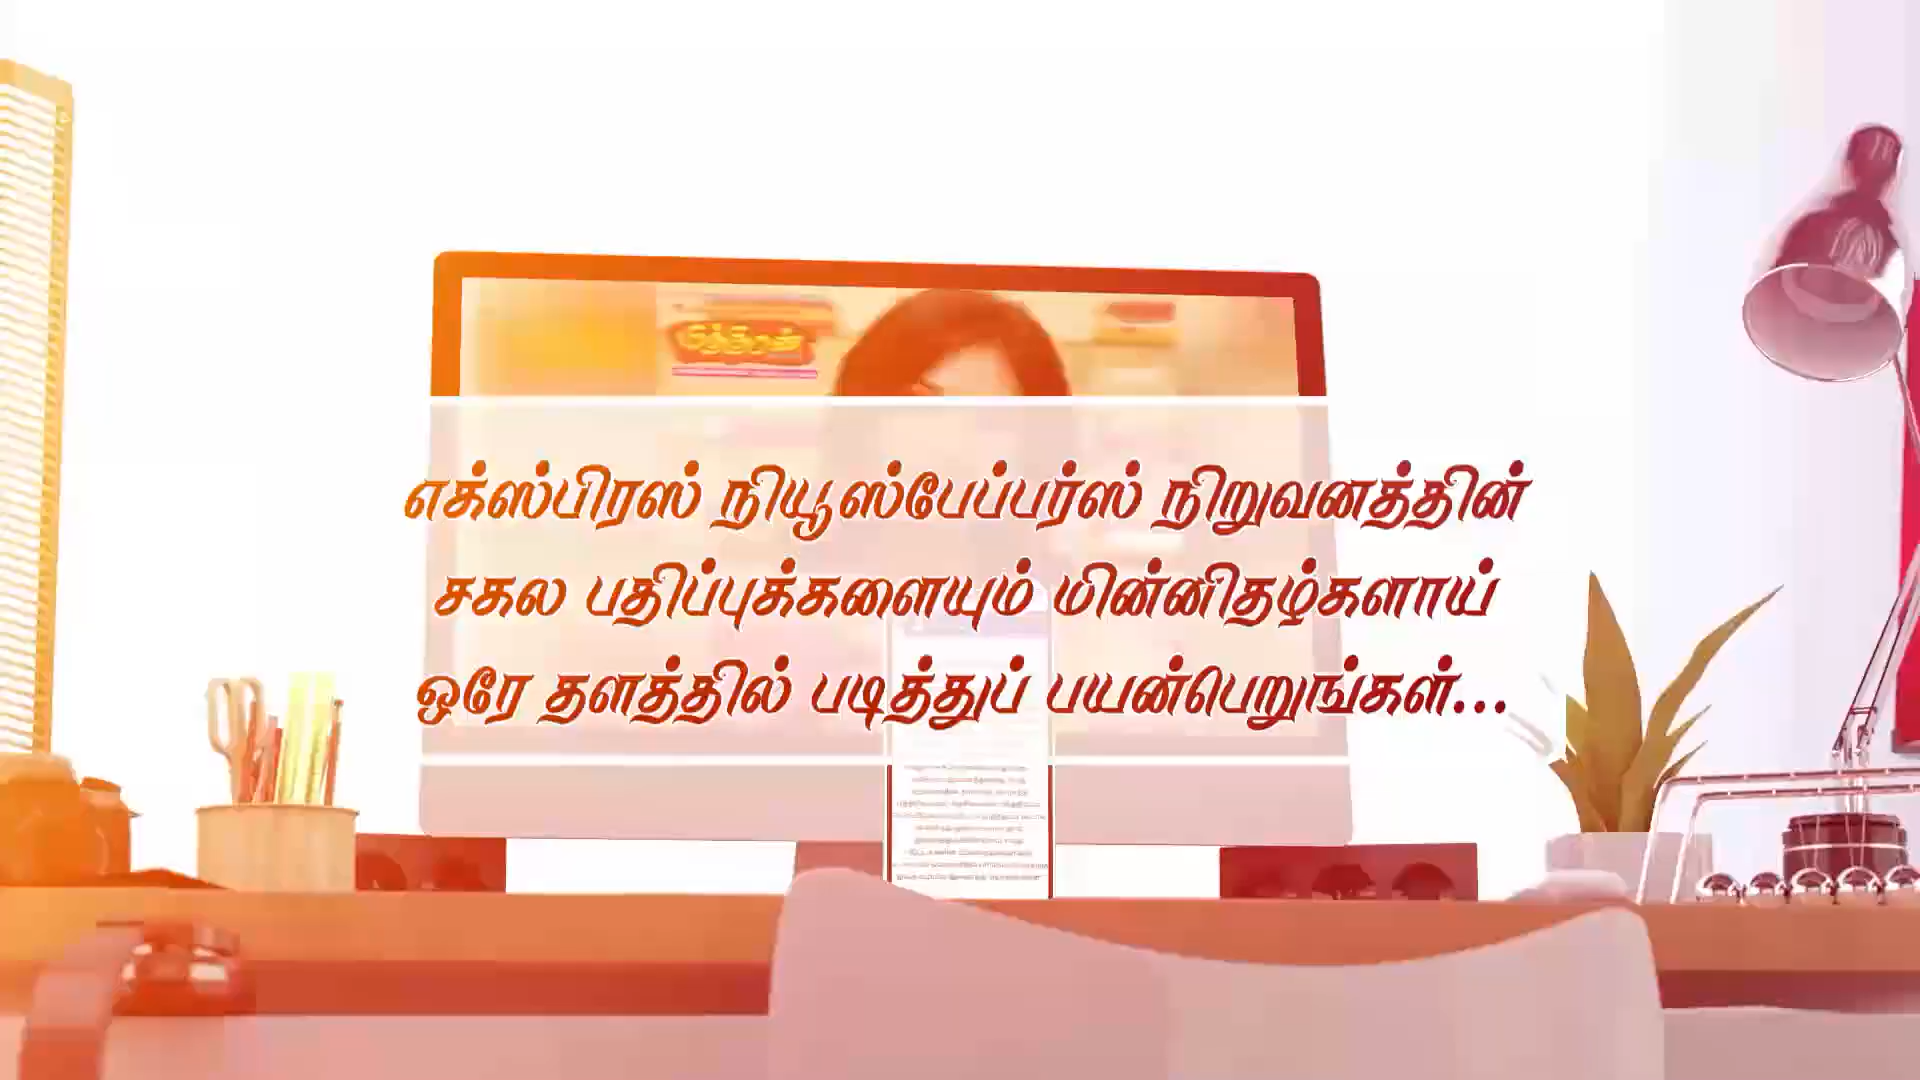 எக்ஸ்பிரஸ் நியூஸ்பேப்பர்ஸ் நிறுவனத்தின்
சகல பதிப்புக்களையும் மின்னிதழ்களாய்
ஒரே தளத்தில் படித்துப் பயன்பெறுங்கள்...